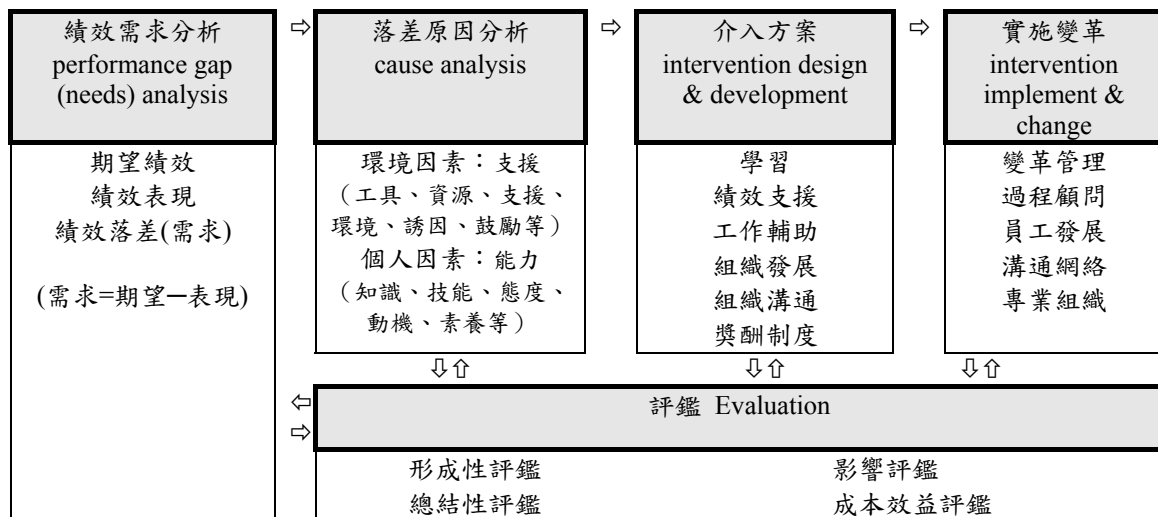 績效需求分析
performance gap
(needs) analysis
期望績效
績效表現
績效落差(需求)
(需求=期望─表現)
⇨
落差原因分析
cause analysis
環境因素：支援
（工具、資源、支援、
環境、誘因、鼓勵等）
個人因素：能力
（知識、技能、態度、
動機、素養等）
⇨
介入方案
intervention design
& development
學習
績效支援
工作輔助
組織發展
組織溝通
獎酬制度
⇨
實施變革
intervention
implement &
change
變革管理
過程顧問
員工發展
溝通網絡
專業組織
⇩⇧
⇩⇧
⇩⇧
⇦
⇨
評鑑 Evaluation
形成性評鑑
總結性評鑑
影響評鑑
成本效益評鑑